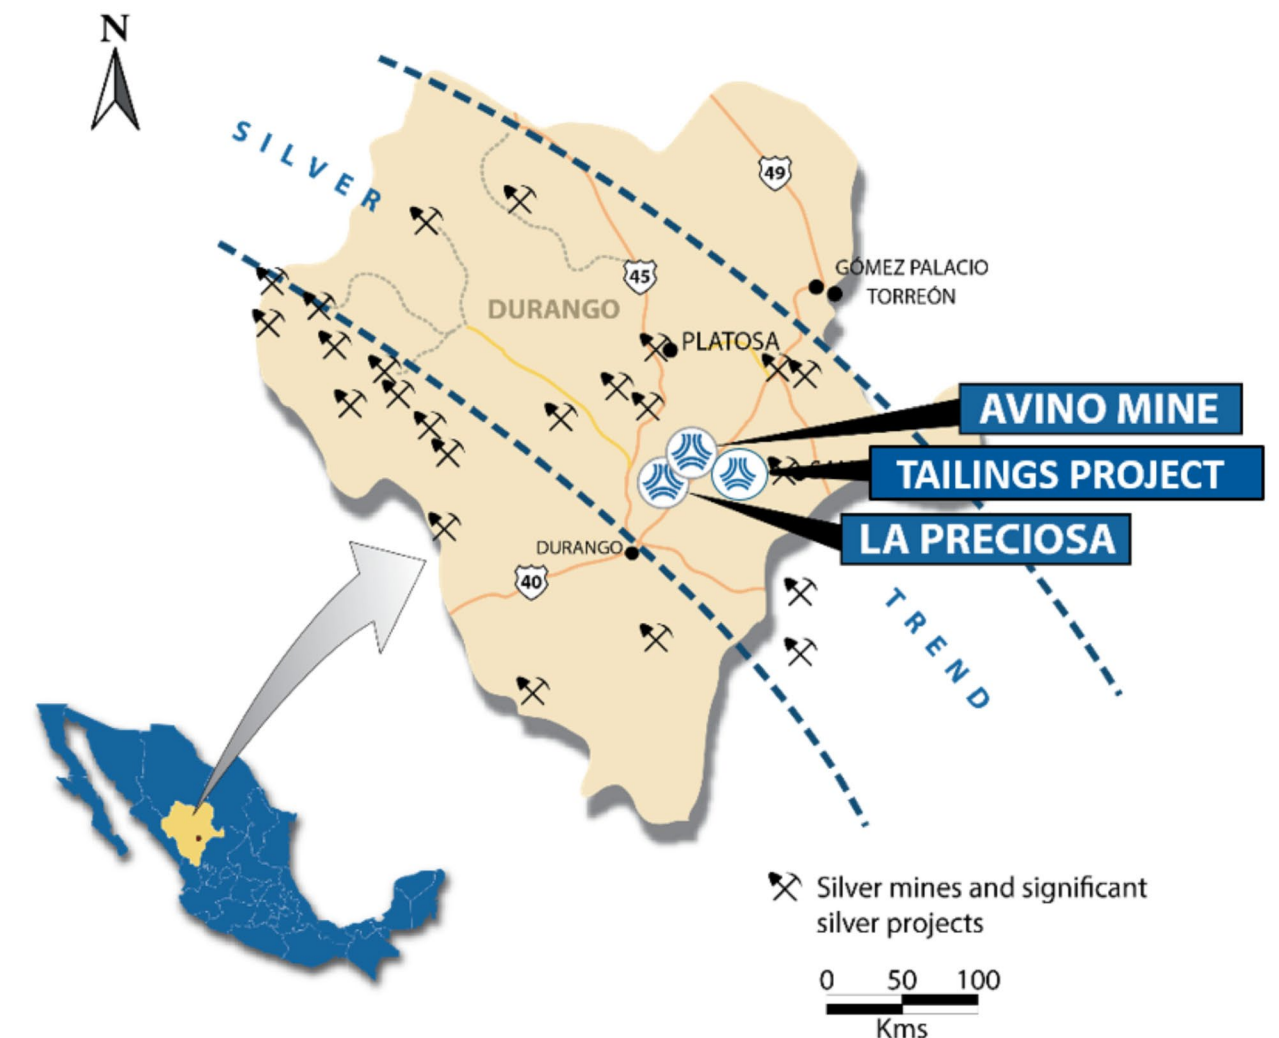 N
SILVER
49
GÓMEZ PALACIO
TORREÓN
45
DURANGO
PLATOSA
AVINO MINE
TAILINGS PROJECT
LA PRECIOSA
DURANGO
40
TREND
Silver mines and significant
silver projects
0 50 100
Kms